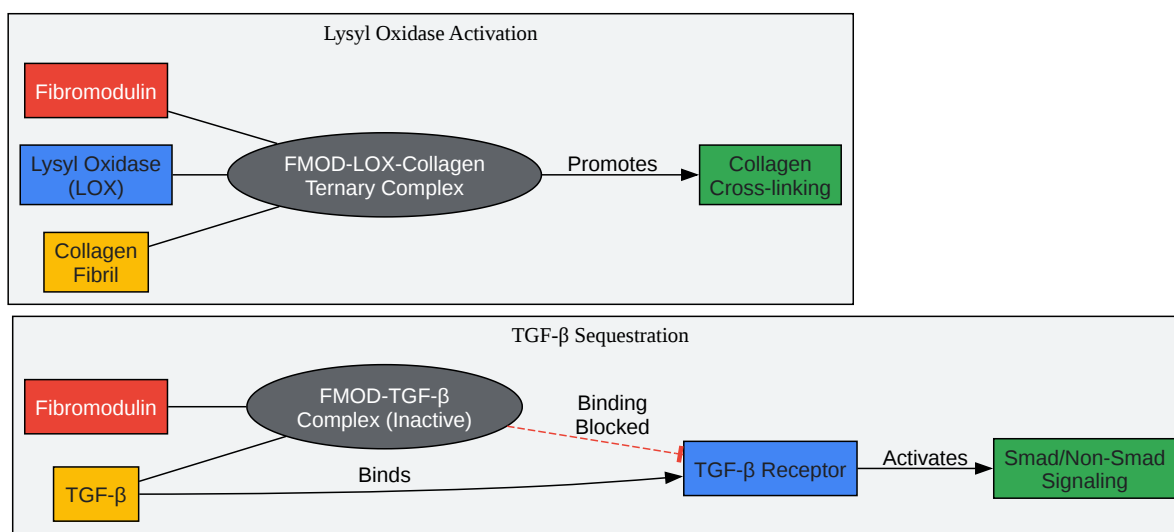 Lysyl Oxidase Activation
Fibromodulin
Lysyl Oxidase
(LOX)
Collagen
Fibril
FMOD-LOX-Collagen
Ternary Complex
Promotes
Collagen
Cross-linking
TGF-β Sequestration
Fibromodulin
TGF-β
FMOD-TGF-β
Complex (Inactive)
Binding
Blocked
Binds
TGF-β Receptor
Activates
Smad/Non-Smad
Signaling